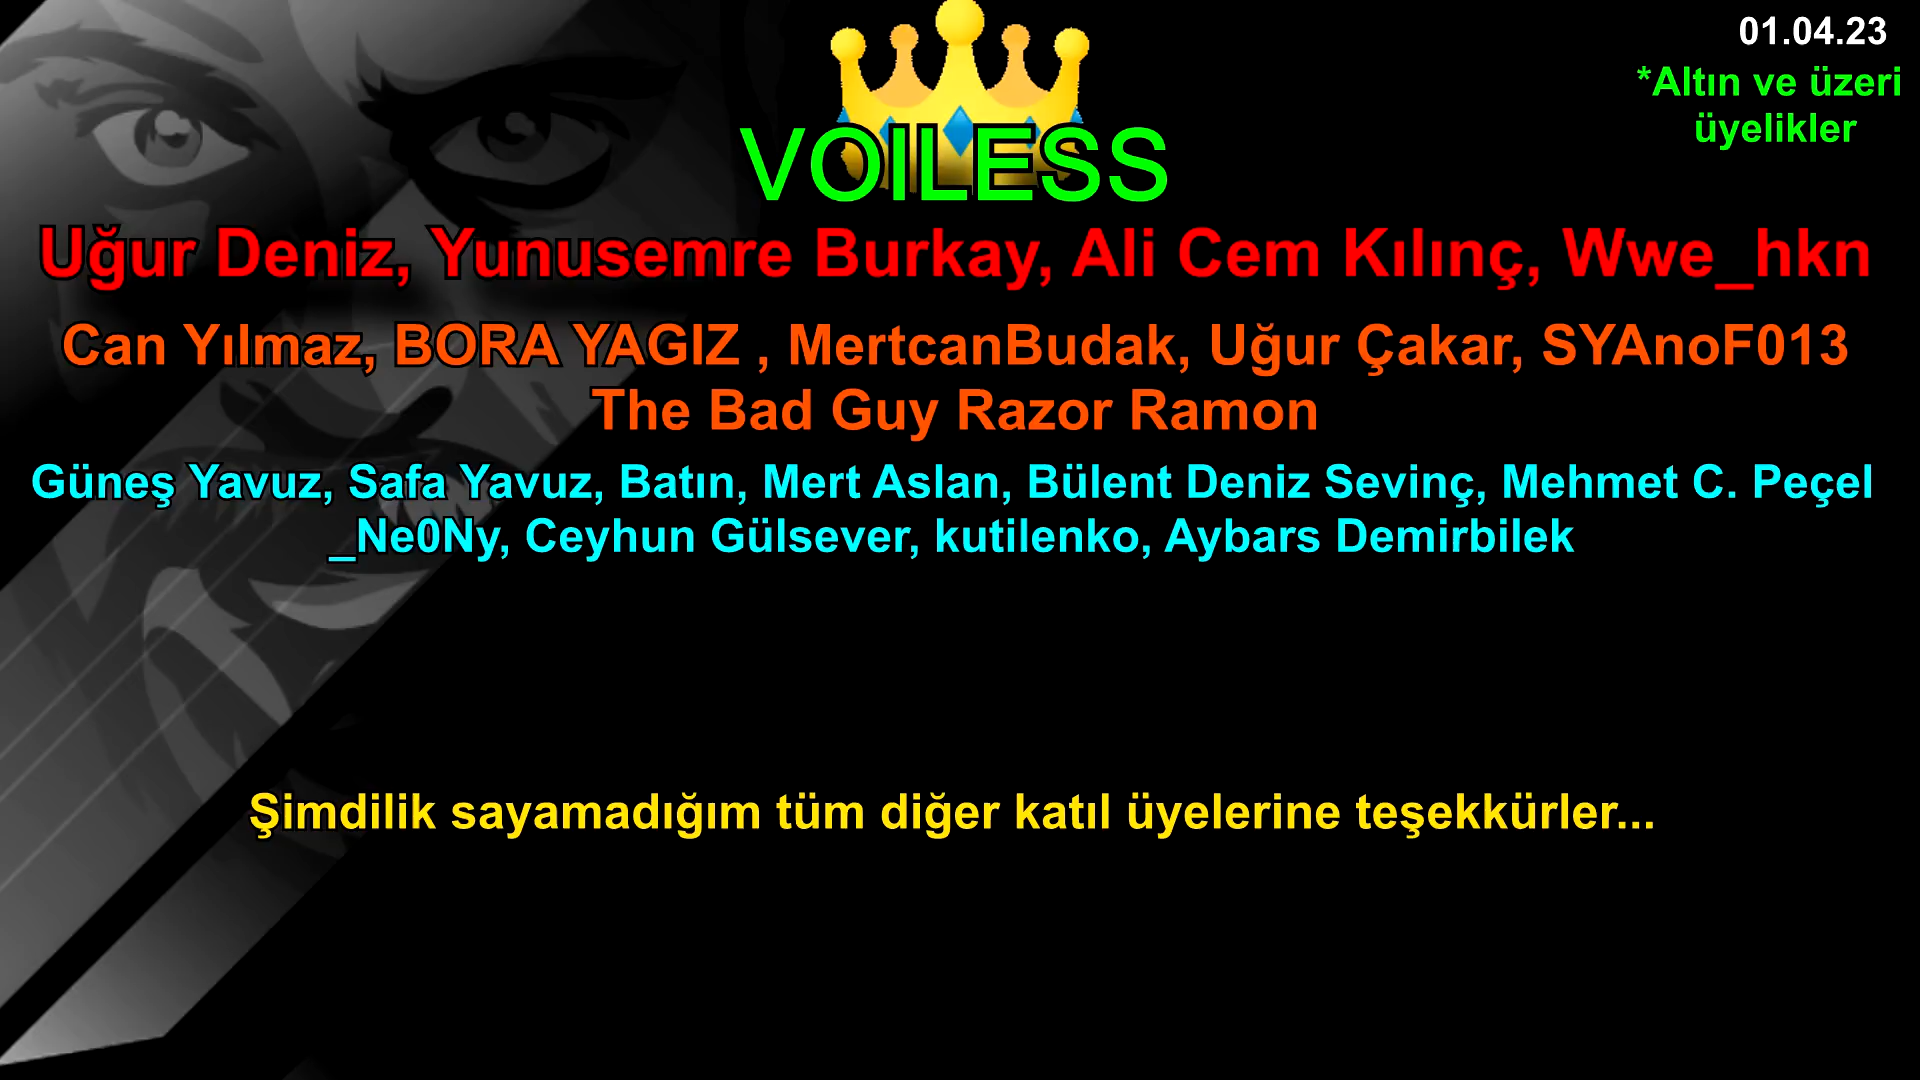 01.04.23
*Altın ve üzeri
üyelikler
VOILESS
Uğur Deniz, Yunusemre Burkay, Ali Cem Kılınç, Wwe_hkn
Can Yılmaz, BORA YAGIZ , MertcanBudak, Uğur Çakar, SYAnoF013
The Bad Guy Razor Ramon
Güneş Yavuz, Safa Yavuz, Batın, Mert Aslan, Bülent Deniz Sevinç, Mehmet C. Peçel
_Ne0Ny, Ceyhun Gülsever, kutilenko, Aybars Demirbilek
Şimdilik sayamadığım tüm diğer katıl üyelerine teşekkürler...